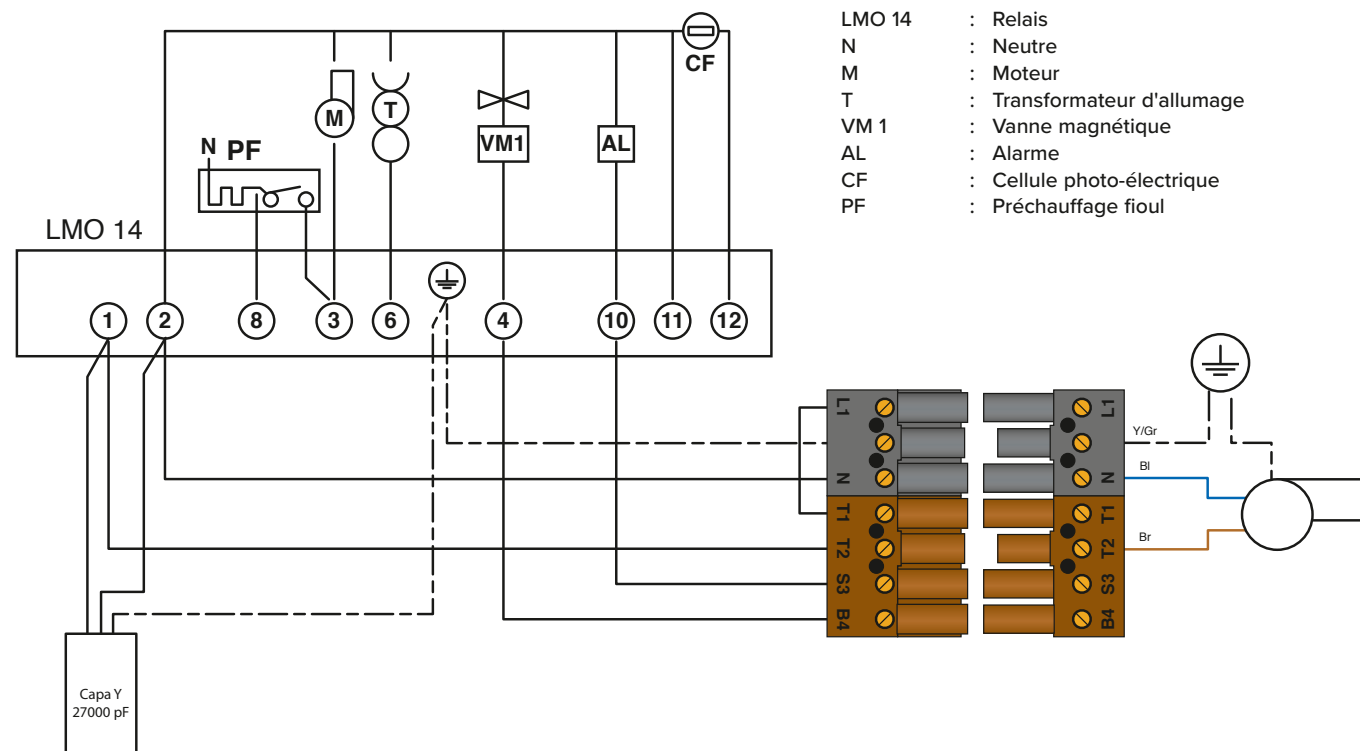 LMO 14 : Relais
N : Neutre
M : Moteur
T : Transformateur d'allumage
VM 1 : Vanne magnétique
AL : Alarme
CF : Cellule photo-électrique
PF : Préchauffage fioul
CF
M
T
N PF
VM1
AL
LMO 14
1 2 8 3 6 4 10 11 12
L1
N
T1
T2
S3
B4
L1
N
T1
T2
S3
B4
Y/Gr
Bl
Br
Capa Y
27000 pF